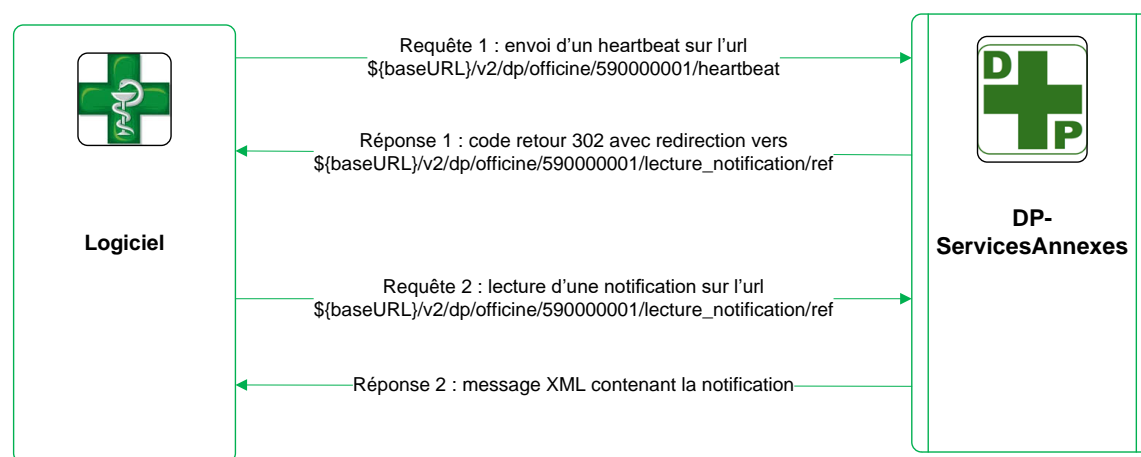 Requête 1 : envoi d'un heartbeat sur l'url
${baseURL}/v2/dp/officine/590000001/heartbeat
D
P
Réponse 1 : code retour 302 avec redirection vers
${baseURL}/v2/dp/officine/590000001/lecture_notification/ref
Logiciel
DP-
ServicesAnnexes
Requête 2 : lecture d'une notification sur l'url
${baseURL}/v2/dp/officine/590000001/lecture_notification/ref
Réponse 2 : message XML contenant la notification